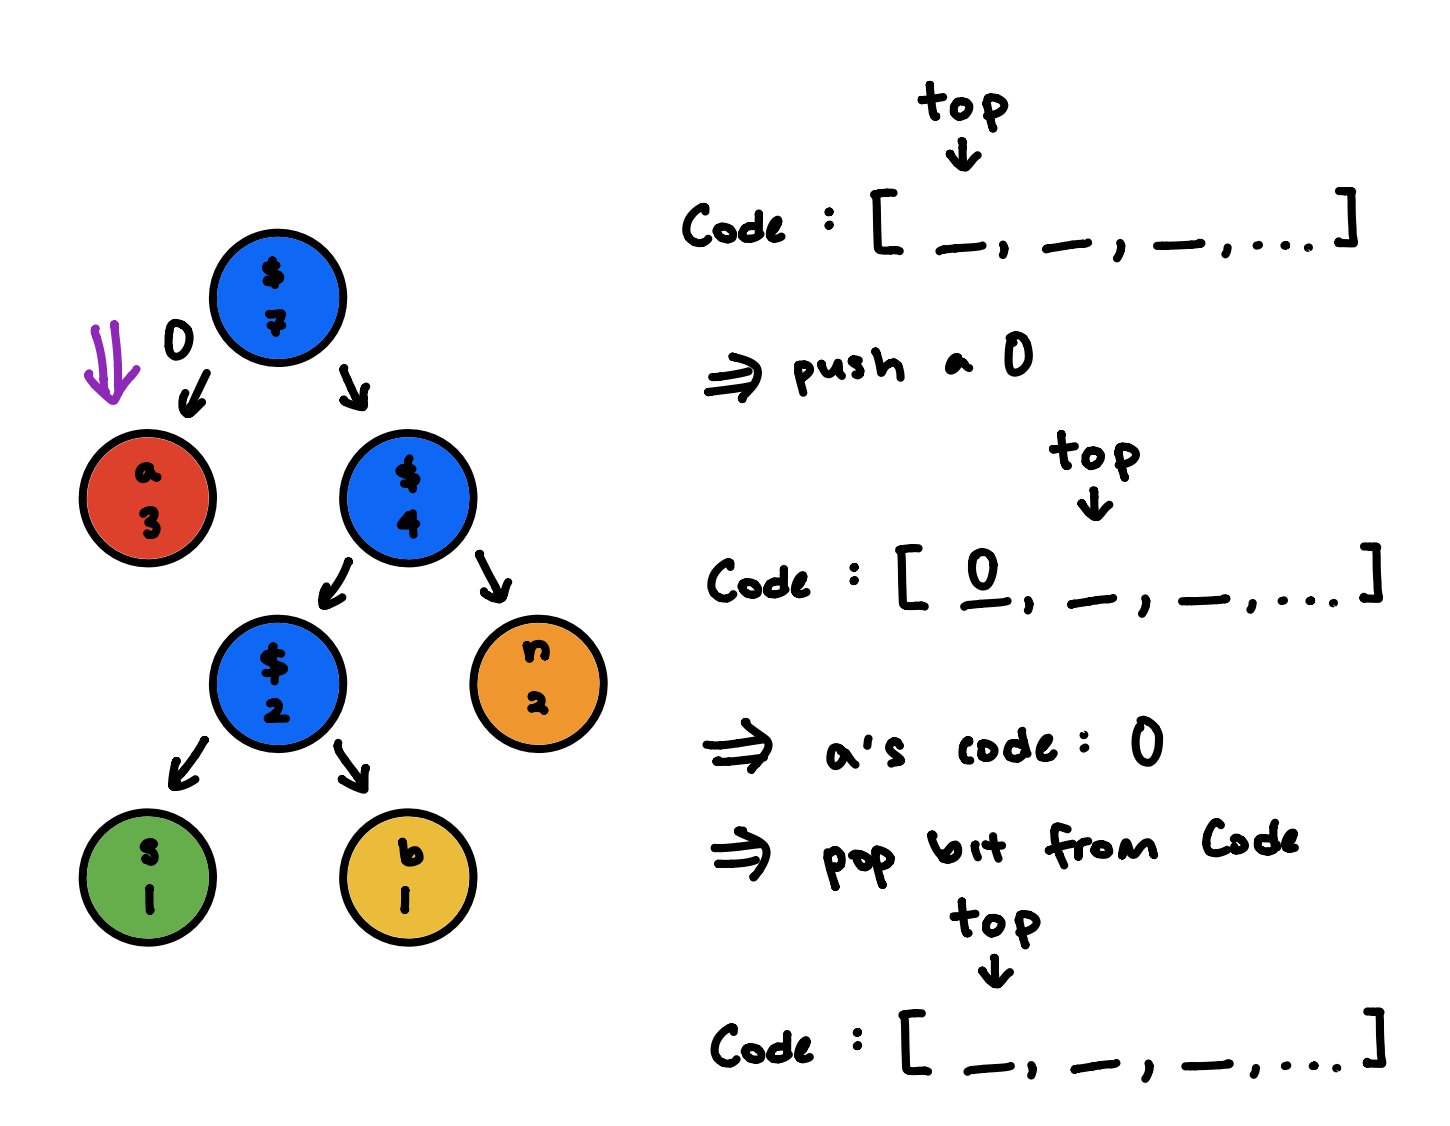 $
7
0
a
3
$
4
$
2
n
2
s
1
b
1
top
Code : [ _ , _ , _ , ... ]
⇒ push a 0
top
Code : [ 0 , _ , _ , ... ]
⇒ a's code: 0
⇒ pop bit from Code
top
Code : [ _ , _ , _ , ... ]